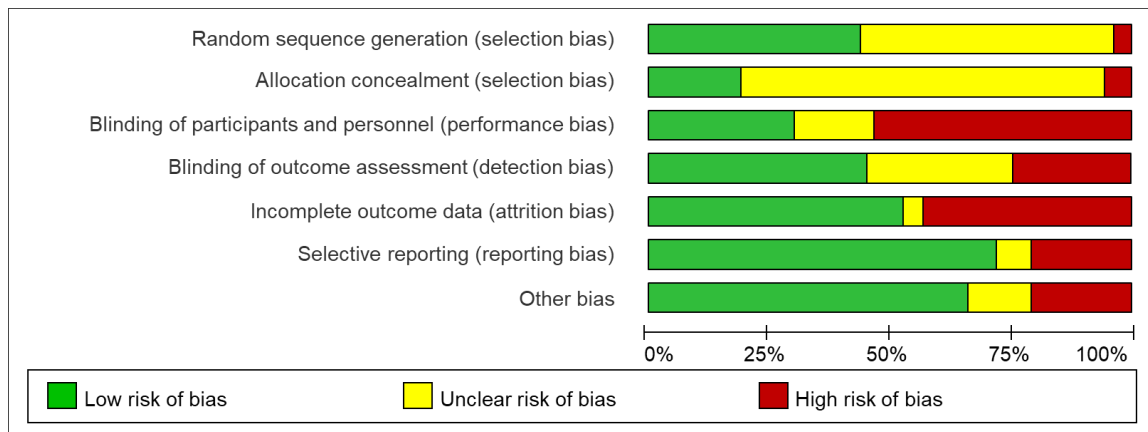 Random sequence generation (selection bias)
Allocation concealment (selection bias)
Blinding of participants and personnel (performance bias)
Blinding of outcome assessment (detection bias)
Incomplete outcome data (attrition bias)
Selective reporting (reporting bias)
Other bias
0% 25% 50% 75% 100%
Low risk of bias Unclear risk of bias High risk of bias